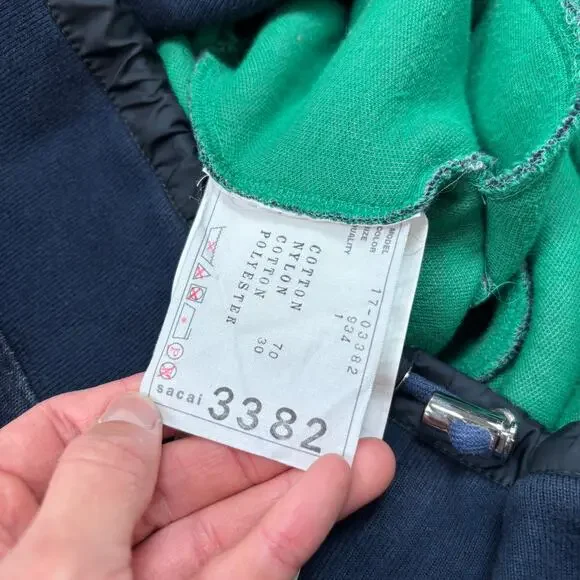 MODEL 17-03382
COLOR 934
SIZE 1
QUALITY
COTTON
NYLON
COTTON 70
POLYESTER 30
sacai 3382